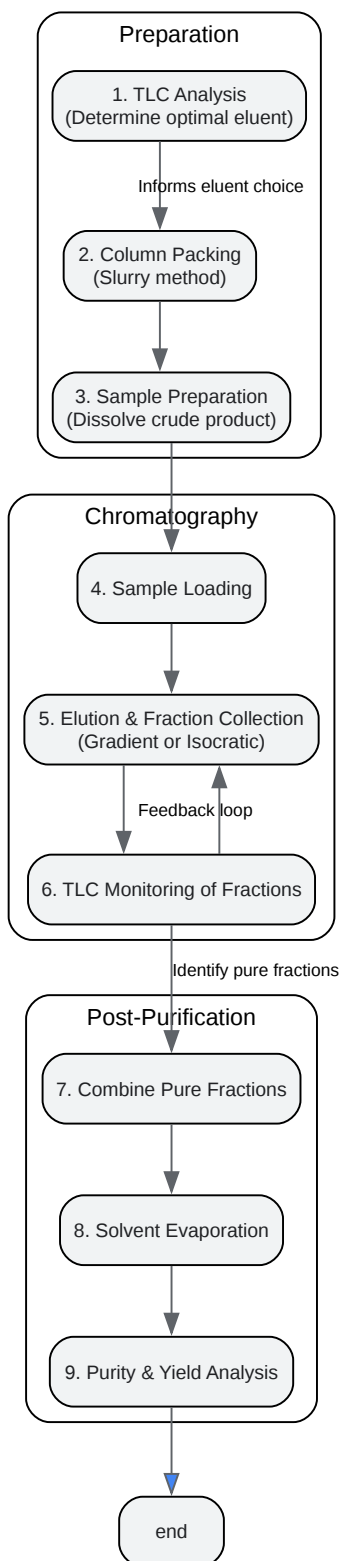 Preparation
1. TLC Analysis
(Determine optimal eluent)
Informs eluent choice
2. Column Packing
(Slurry method)
3. Sample Preparation
(Dissolve crude product)
Chromatography
4. Sample Loading
5. Elution & Fraction Collection
(Gradient or Isocratic)
Feedback loop
6. TLC Monitoring of Fractions
Identify pure fractions
Post-Purification
7. Combine Pure Fractions
8. Solvent Evaporation
9. Purity & Yield Analysis
end